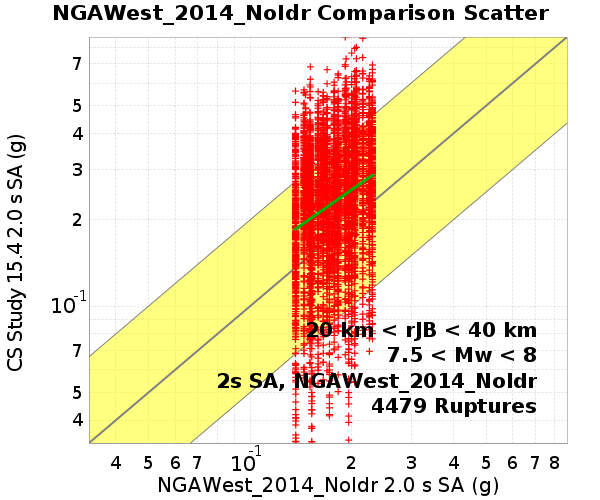 NGAWest_2014_NoIdr Comparison Scatter
CS Study 15.4 2.0 s SA (g)
7
5
4
3
2
10-1
7
5
4
20 km < rJB < 40 km
7.5 < Mw < 8
2s SA, NGAWest_2014_NoIdr
4479 Ruptures
4 5 6 7 10-1 2 3 4 5 6 7 8
NGAWest_2014_NoIdr 2.0 s SA (g)